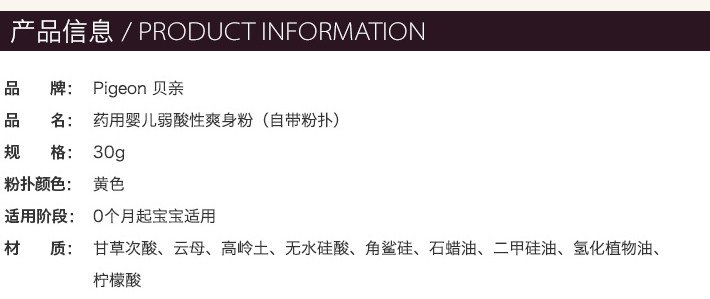 产品信息 / PRODUCT INFORMATION
品 牌： Pigeon 贝亲
品 名： 药用婴儿弱酸性爽身粉（自带粉扑）
规 格： 30g
粉扑颜色： 黄色
适用阶段： 0个月起宝宝适用
材 质： 甘草次酸、云母、高岭土、无水硅酸、角鲨硅、石蜡油、二甲硅油、氢化植物油、
柠檬酸